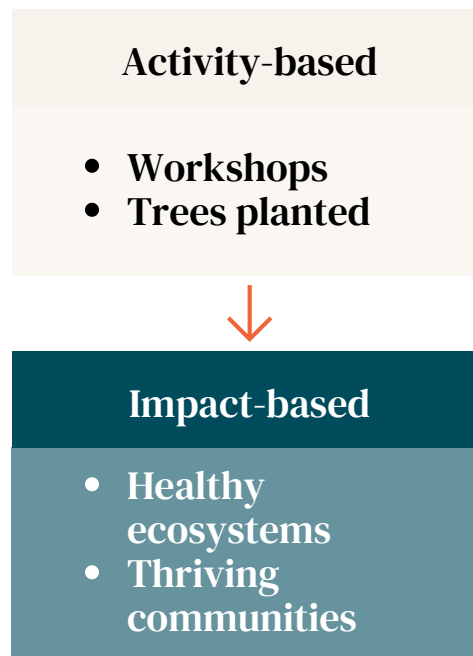 Activity-based
• Workshops
• Trees planted
Impact-based
• Healthy
ecosystems
• Thriving
communities